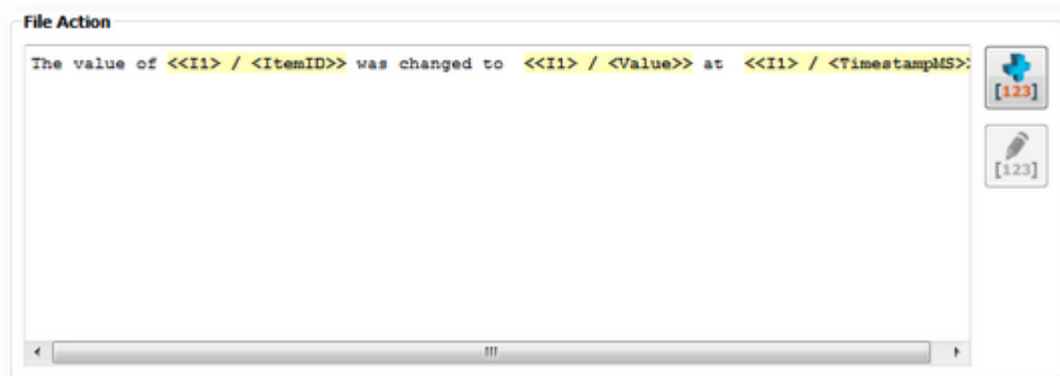 File Action
The value of <<I1> / <ItemID>> was changed to  <<I1> / <Value>> at  <<I1> / <TimestampMS>>
[123]
[123]